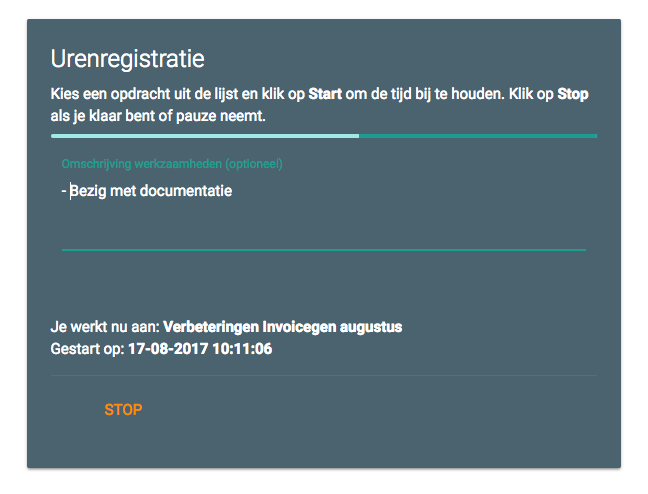 Urenregistratie
Kies een opdracht uit de lijst en klik op Start om de tijd bij te houden. Klik op Stop
als je klaar bent of pauze neemt.
Omschrijving werkzaamheden (optioneel)
- Bezig met documentatie
Je werkt nu aan: Verbeteringen Invoicegen augustus
Gestart op: 17-08-2017 10:11:06
STOP